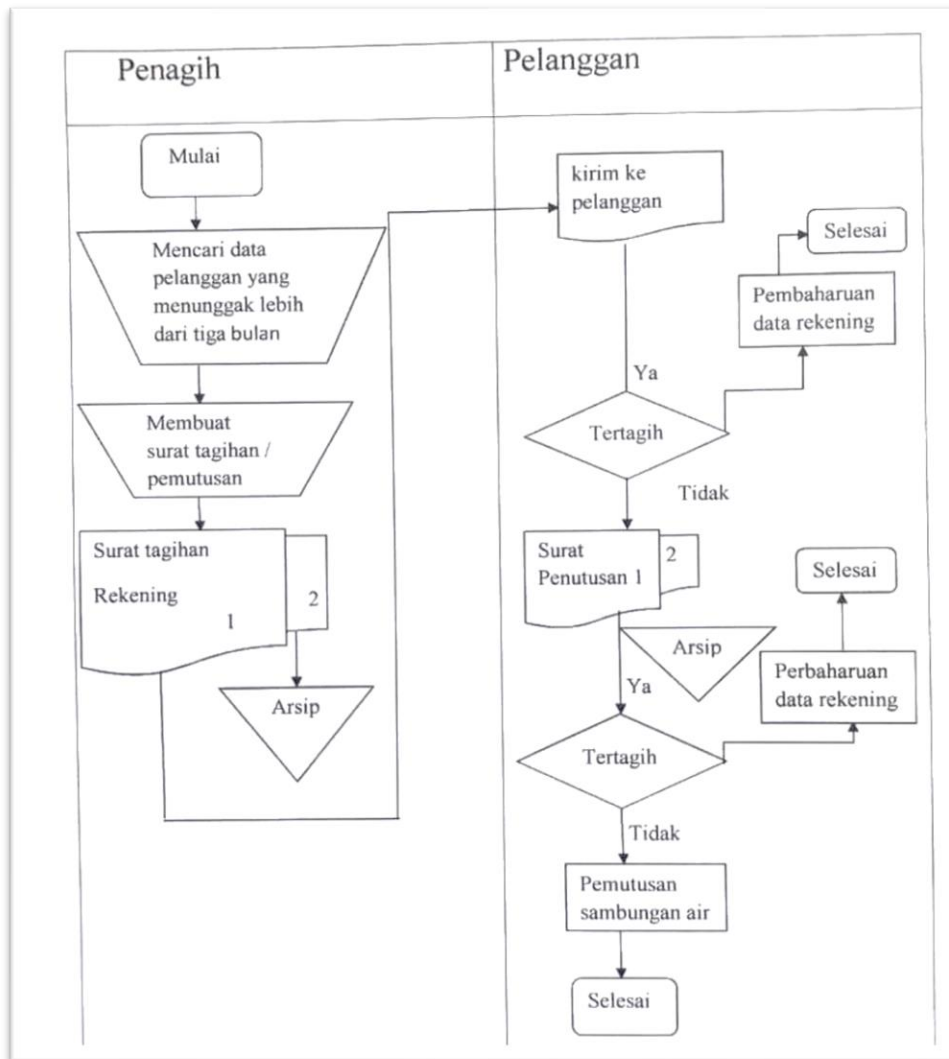 Penagih
Pelanggan
Mulai
Mencari data
pelanggan yang
menunggak lebih
dari tiga bulan
Membuat
surat tagihan /
pemutusan
Surat tagihan
Rekening
1
2
Arsip
kirim ke
pelanggan
Selesai
Pembaharuan
data rekening
Ya
Tertagih
Tidak
Surat
Penutusan 1
2
Arsip
Selesai
Perbaharuan
data rekening
Ya
Tertagih
Tidak
Pemutusan
sambungan air
Selesai